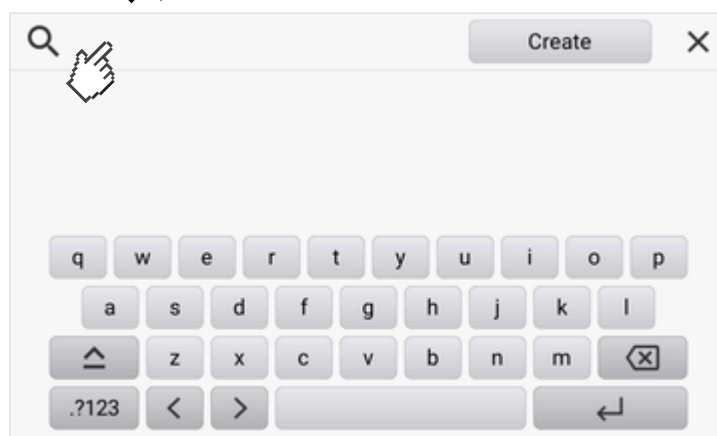 Create
q w e r t y u i o p
a s d f g h j k l
z x c v b n m
.?123